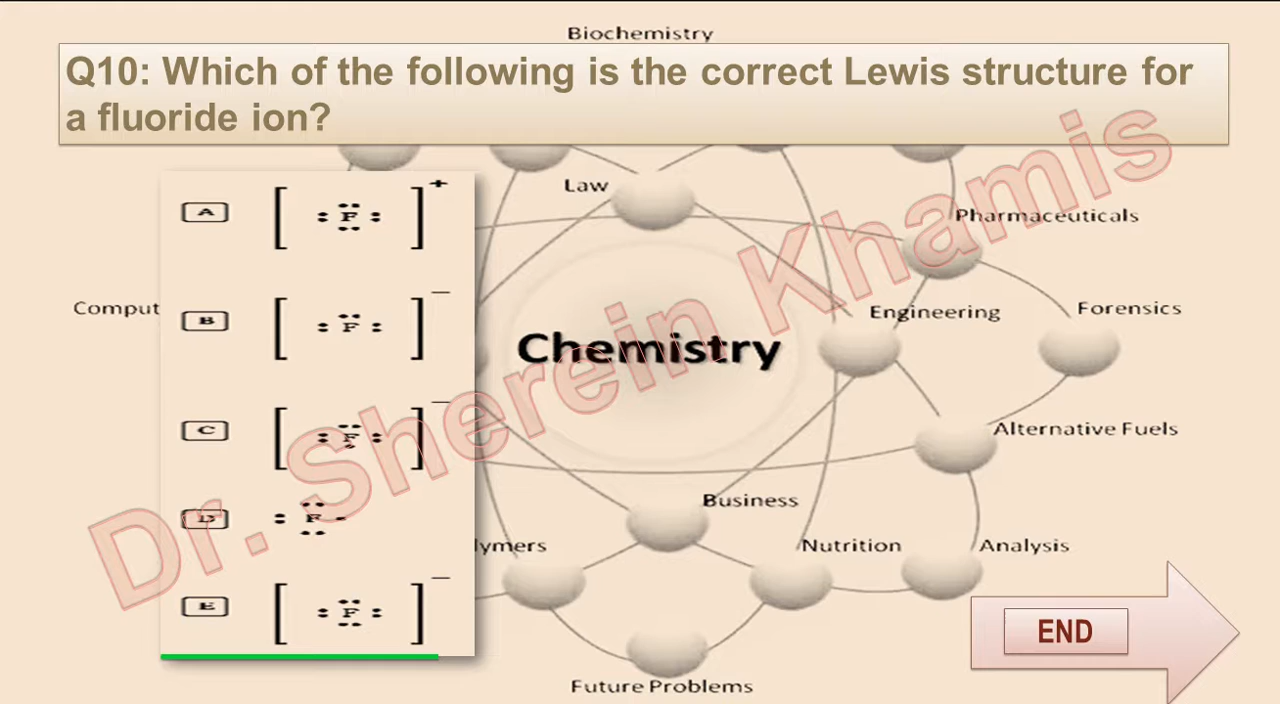 Biochemistry
Q10: Which of the following is the correct Lewis structure for
a fluoride ion?
Law
Pharmaceuticals
A [ F ] +
Comput
B [ F ] −
Engineering
Forensics
Chemistry
C [ F ] −
Alternative Fuels
Business
D F
lymers
Nutrition
Analysis
E [ F ] −
END
Future Problems
Dr. Sherein Khamis